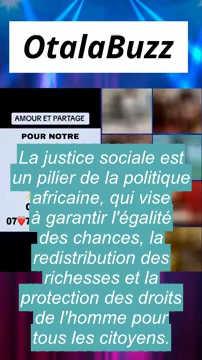 OtalaBuzz
AMOUR ET PARTAGE
POUR NOTRE
La justice sociale est
un pilier de la politique
africaine, qui vise
à garantir l'égalité
des chances, la
redistribution des
richesses et la
protection des droits
de l'homme pour
tous les citoyens.